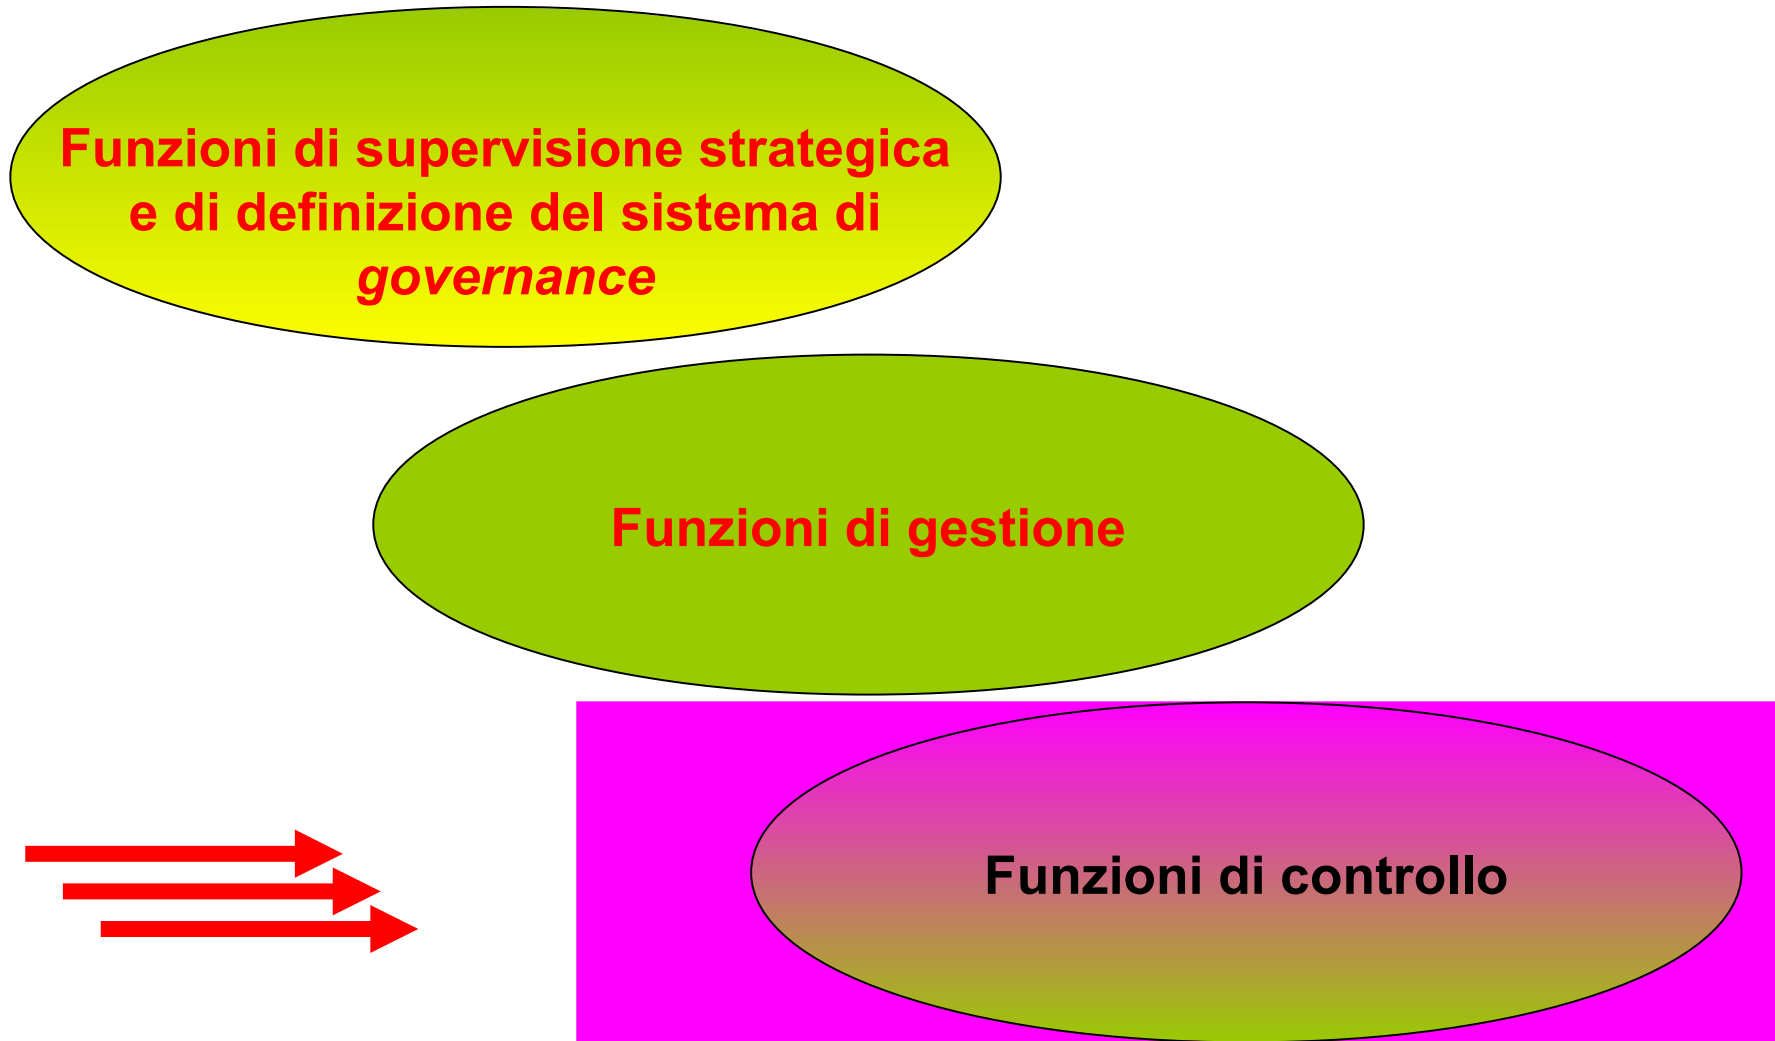 Funzioni di supervisione strategica
e di definizione del sistema di
governance
Funzioni di gestione
Funzioni di controllo